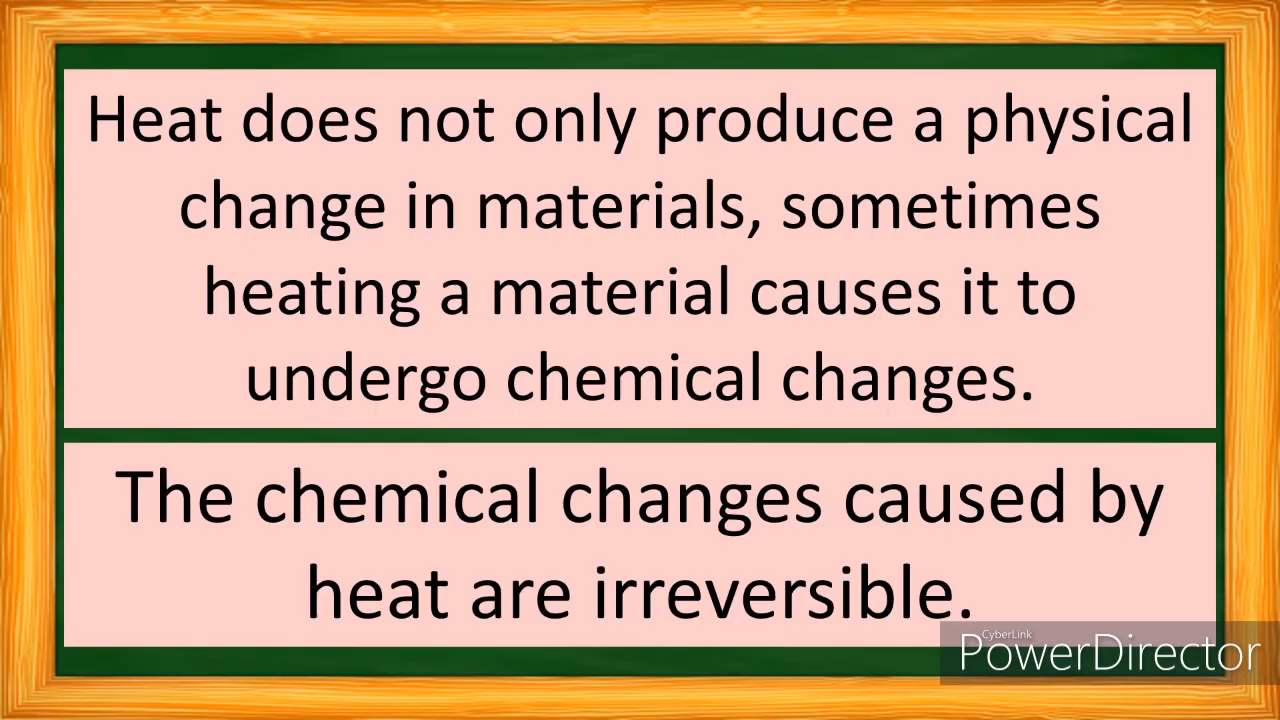 Heat does not only produce a physical
change in materials, sometimes
heating a material causes it to
undergo chemical changes.
The chemical changes caused by
heat are irreversible.
CyberLink
PowerDirector